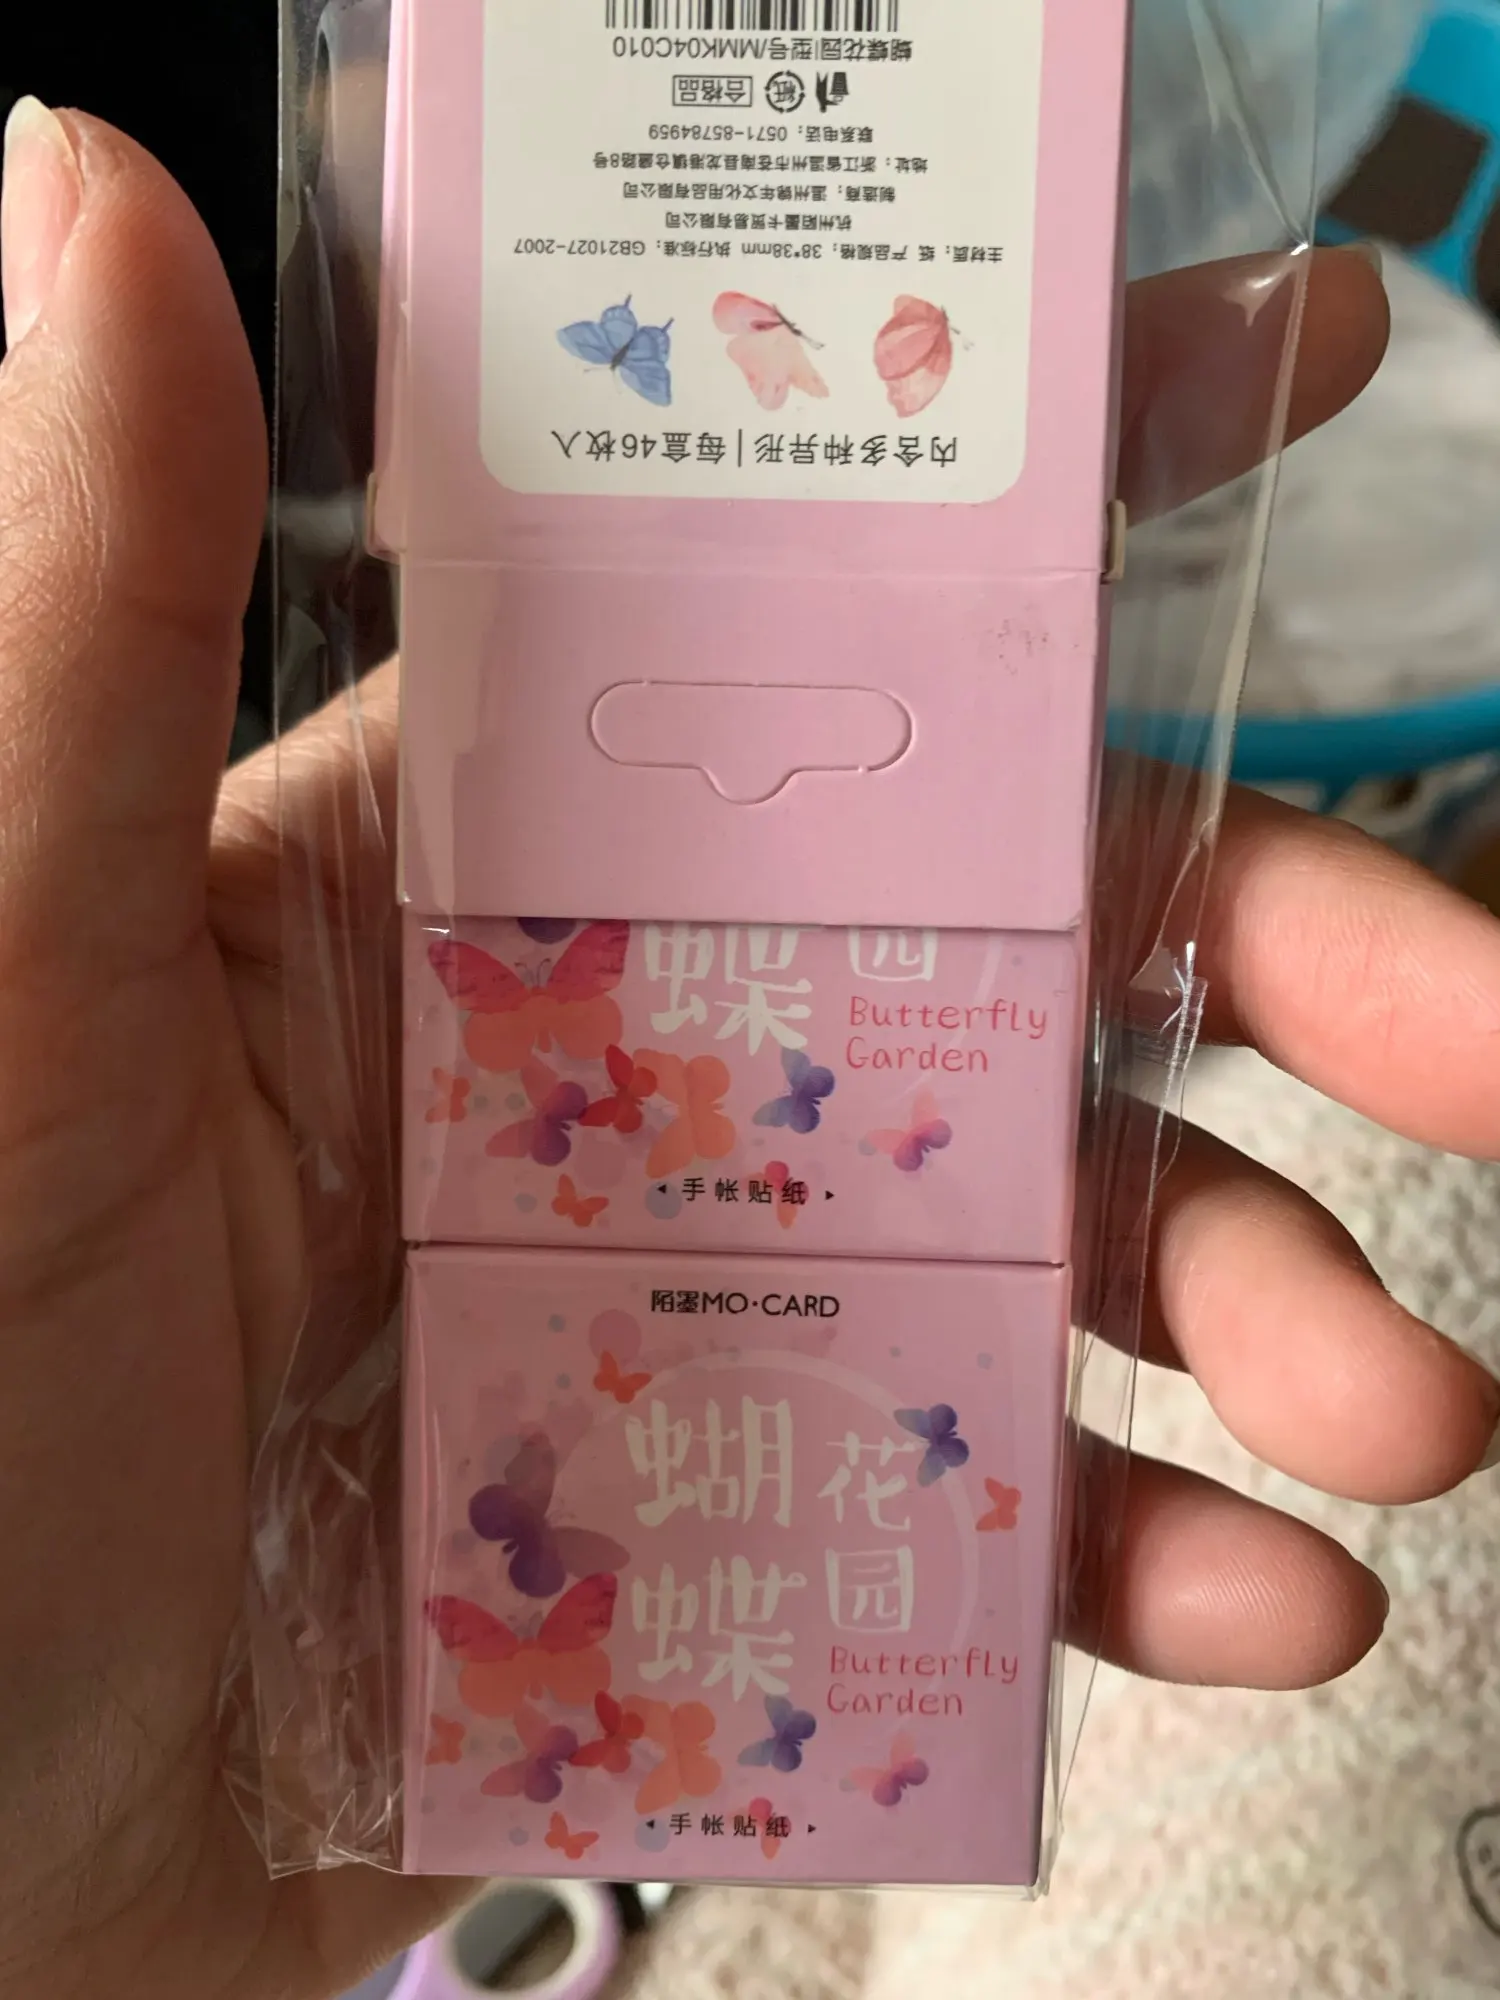 内含多种异形 | 每盒46枚入
主材质：纸 产品规格：38*38mm 执行标准：GB21027-2007
杭州陌墨卡贸易有限公司
制造商：温州锦年文化用品有限公司
地址：浙江省温州市苍南县龙港镇仓盛路8号
联系电话：0571-85784959
纸
合格品
蝴蝶花园|型号/MMK04C010
蝶 园
Butterfly
Garden
手帐贴纸
陌墨MO·CARD
蝴蝶
花园
Butterfly
Garden
手帐贴纸